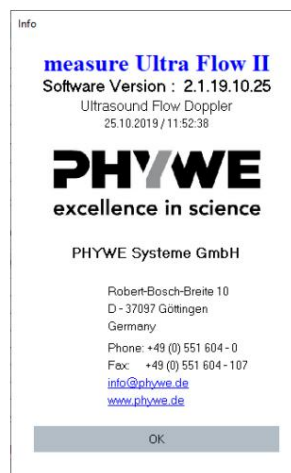 Info
measure Ultra Flow II
Software Version : 2.1.19.10.25
Ultrasound Flow Doppler
25.10.2019 / 11:52:38
PHYWE
excellence in science
PHYWE Systeme GmbH
Robert-Bosch-Breite 10
D - 37097 Göttingen
Germany
Phone: +49 (0) 551 604 - 0
Fax: +49 (0) 551 604 - 107
info@phywe.de
www.phywe.de
OK